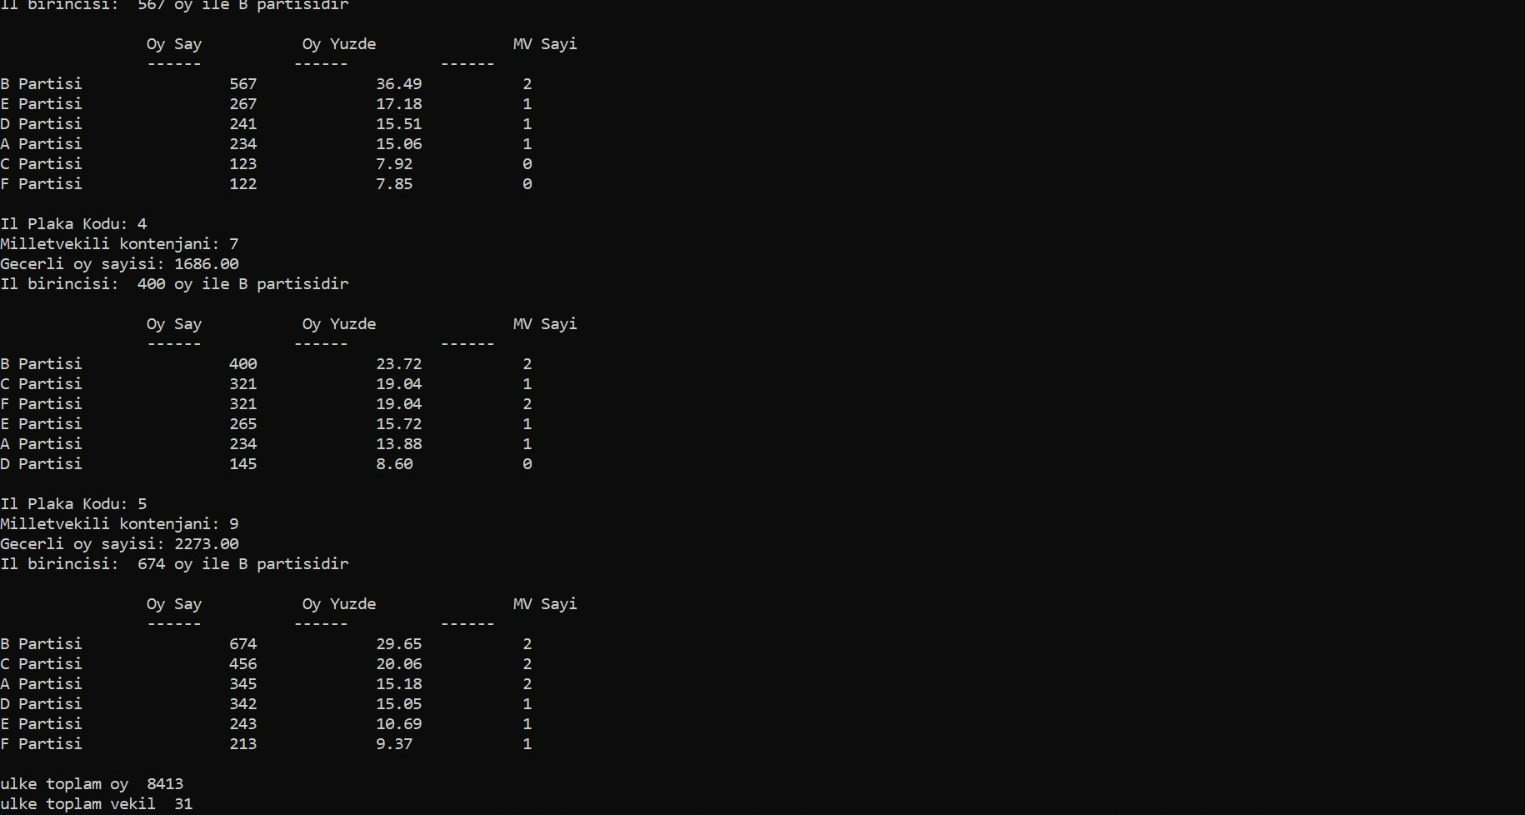 Il birincisi:  567 oy ile B partisidir
Oy Say Oy Yuzde MV Sayi
------ ------ ------
B Partisi 567 36.49 2
E Partisi 267 17.18 1
D Partisi 241 15.51 1
A Partisi 234 15.06 1
C Partisi 123 7.92 0
F Partisi 122 7.85 0
Il Plaka Kodu: 4
Milletvekili kontenjani: 7
Gecerli oy sayisi: 1686.00
Il birincisi:  400 oy ile B partisidir
Oy Say Oy Yuzde MV Sayi
------ ------ ------
B Partisi 400 23.72 2
C Partisi 321 19.04 1
F Partisi 321 19.04 2
E Partisi 265 15.72 1
A Partisi 234 13.88 1
D Partisi 145 8.60 0
Il Plaka Kodu: 5
Milletvekili kontenjani: 9
Gecerli oy sayisi: 2273.00
Il birincisi:  674 oy ile B partisidir
Oy Say Oy Yuzde MV Sayi
------ ------ ------
B Partisi 674 29.65 2
C Partisi 456 20.06 2
A Partisi 345 15.18 2
D Partisi 342 15.05 1
E Partisi 243 10.69 1
F Partisi 213 9.37 1
ulke toplam oy  8413
ulke toplam vekil  31